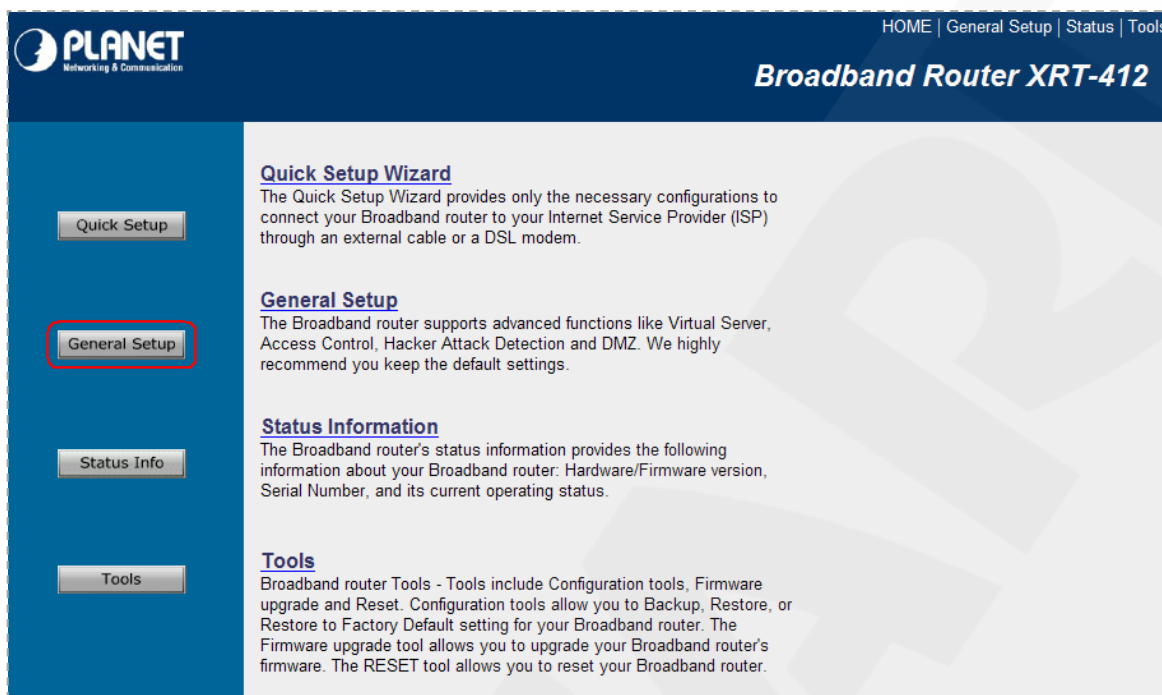 PLANET
Networking & Communication
HOME | General Setup | Status | Tools
Broadband Router XRT-412
Quick Setup
General Setup
Status Info
Tools
Quick Setup Wizard
The Quick Setup Wizard provides only the necessary configurations to
connect your Broadband router to your Internet Service Provider (ISP)
through an external cable or a DSL modem.
General Setup
The Broadband router supports advanced functions like Virtual Server,
Access Control, Hacker Attack Detection and DMZ. We highly
recommend you keep the default settings.
Status Information
The Broadband router's status information provides the following
information about your Broadband router: Hardware/Firmware version,
Serial Number, and its current operating status.
Tools
Broadband router Tools - Tools include Configuration tools, Firmware
upgrade and Reset. Configuration tools allow you to Backup, Restore, or
Restore to Factory Default setting for your Broadband router. The
Firmware upgrade tool allows you to upgrade your Broadband router's
firmware. The RESET tool allows you to reset your Broadband router.